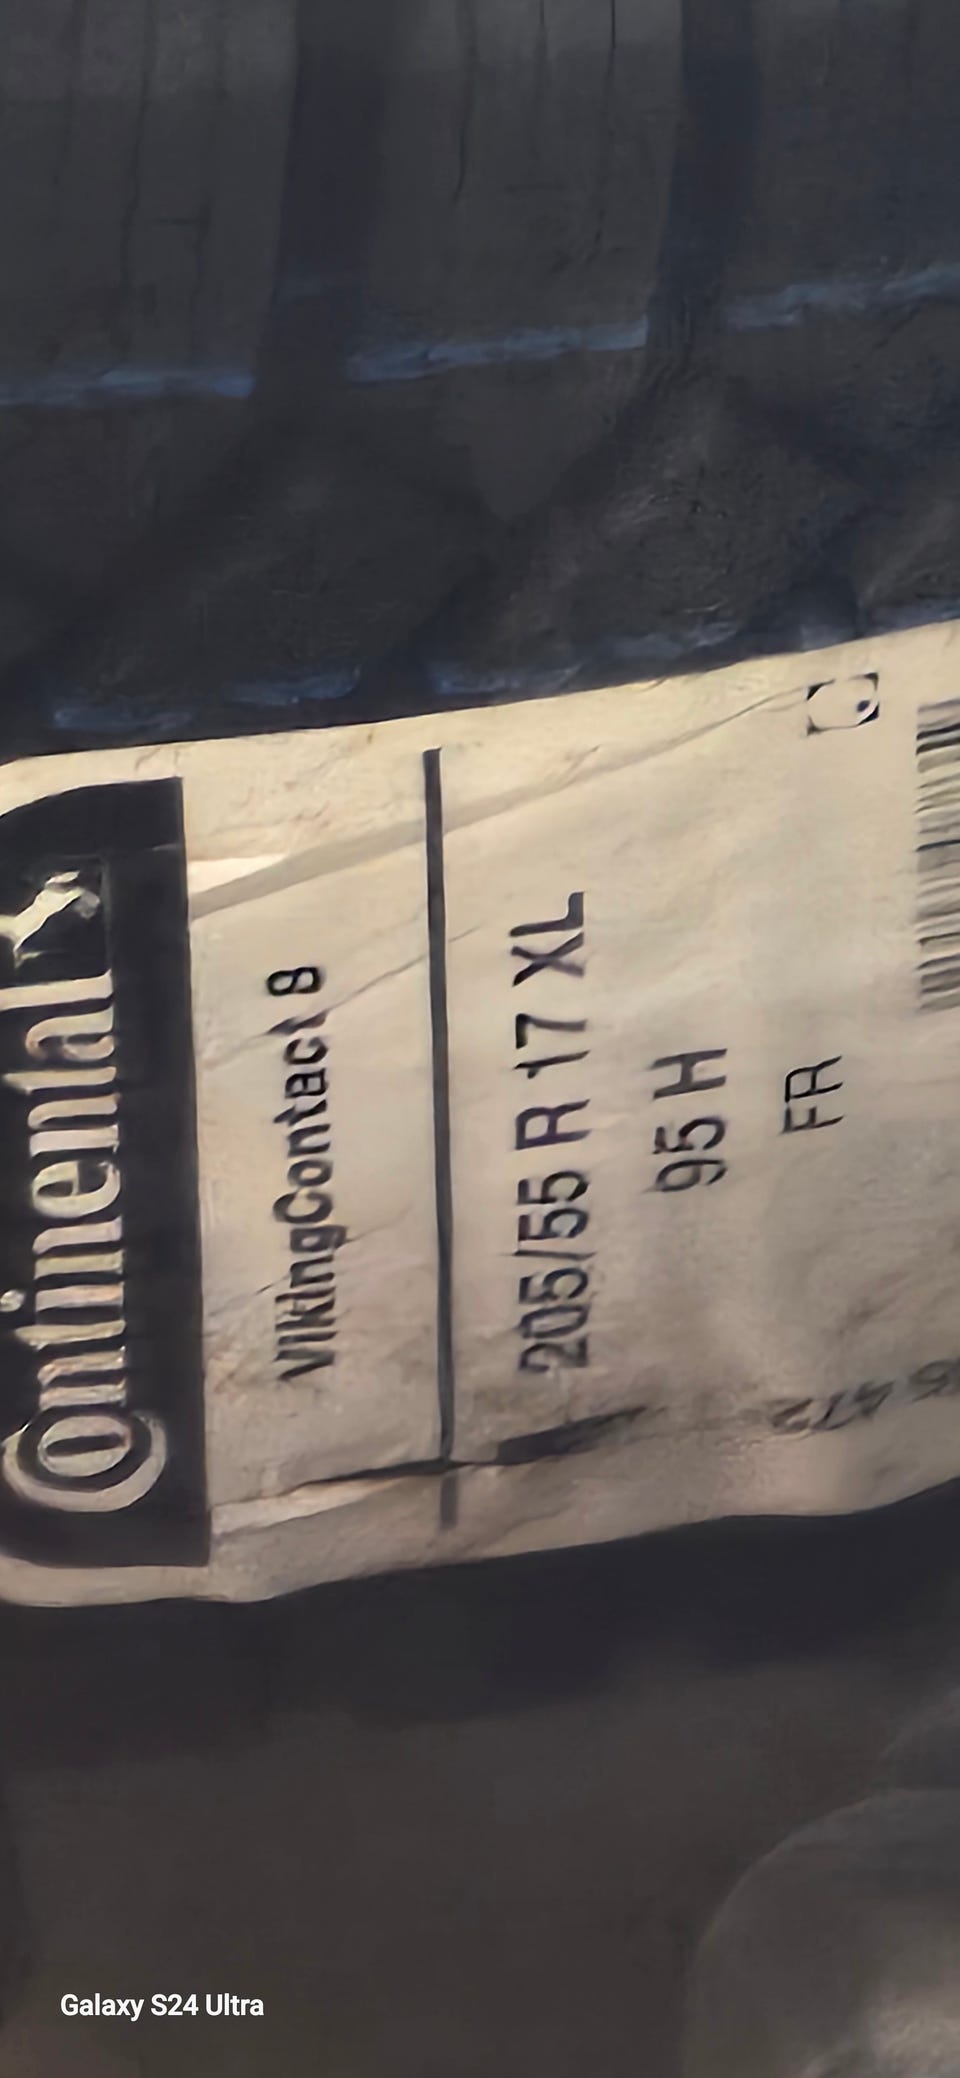 Continental
VikingContact 8
205/55 R 17 XL
95 H
FR
Galaxy S24 Ultra